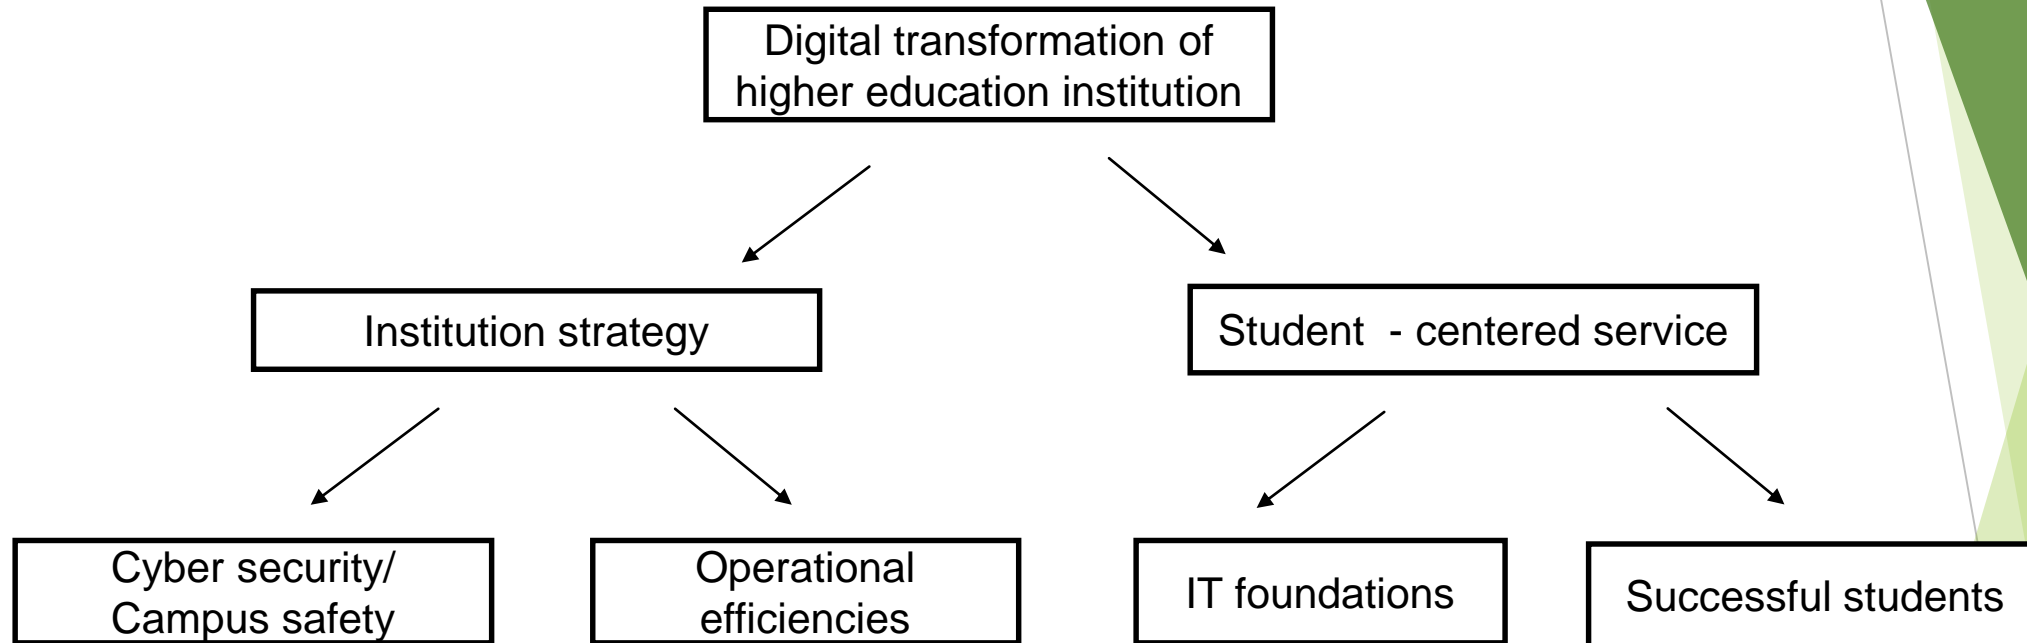 Digital transformation of
higher education institution
Institution strategy
Student - centered service
Cyber security/
Campus safety
Operational
efficiencies
IT foundations
Successful students